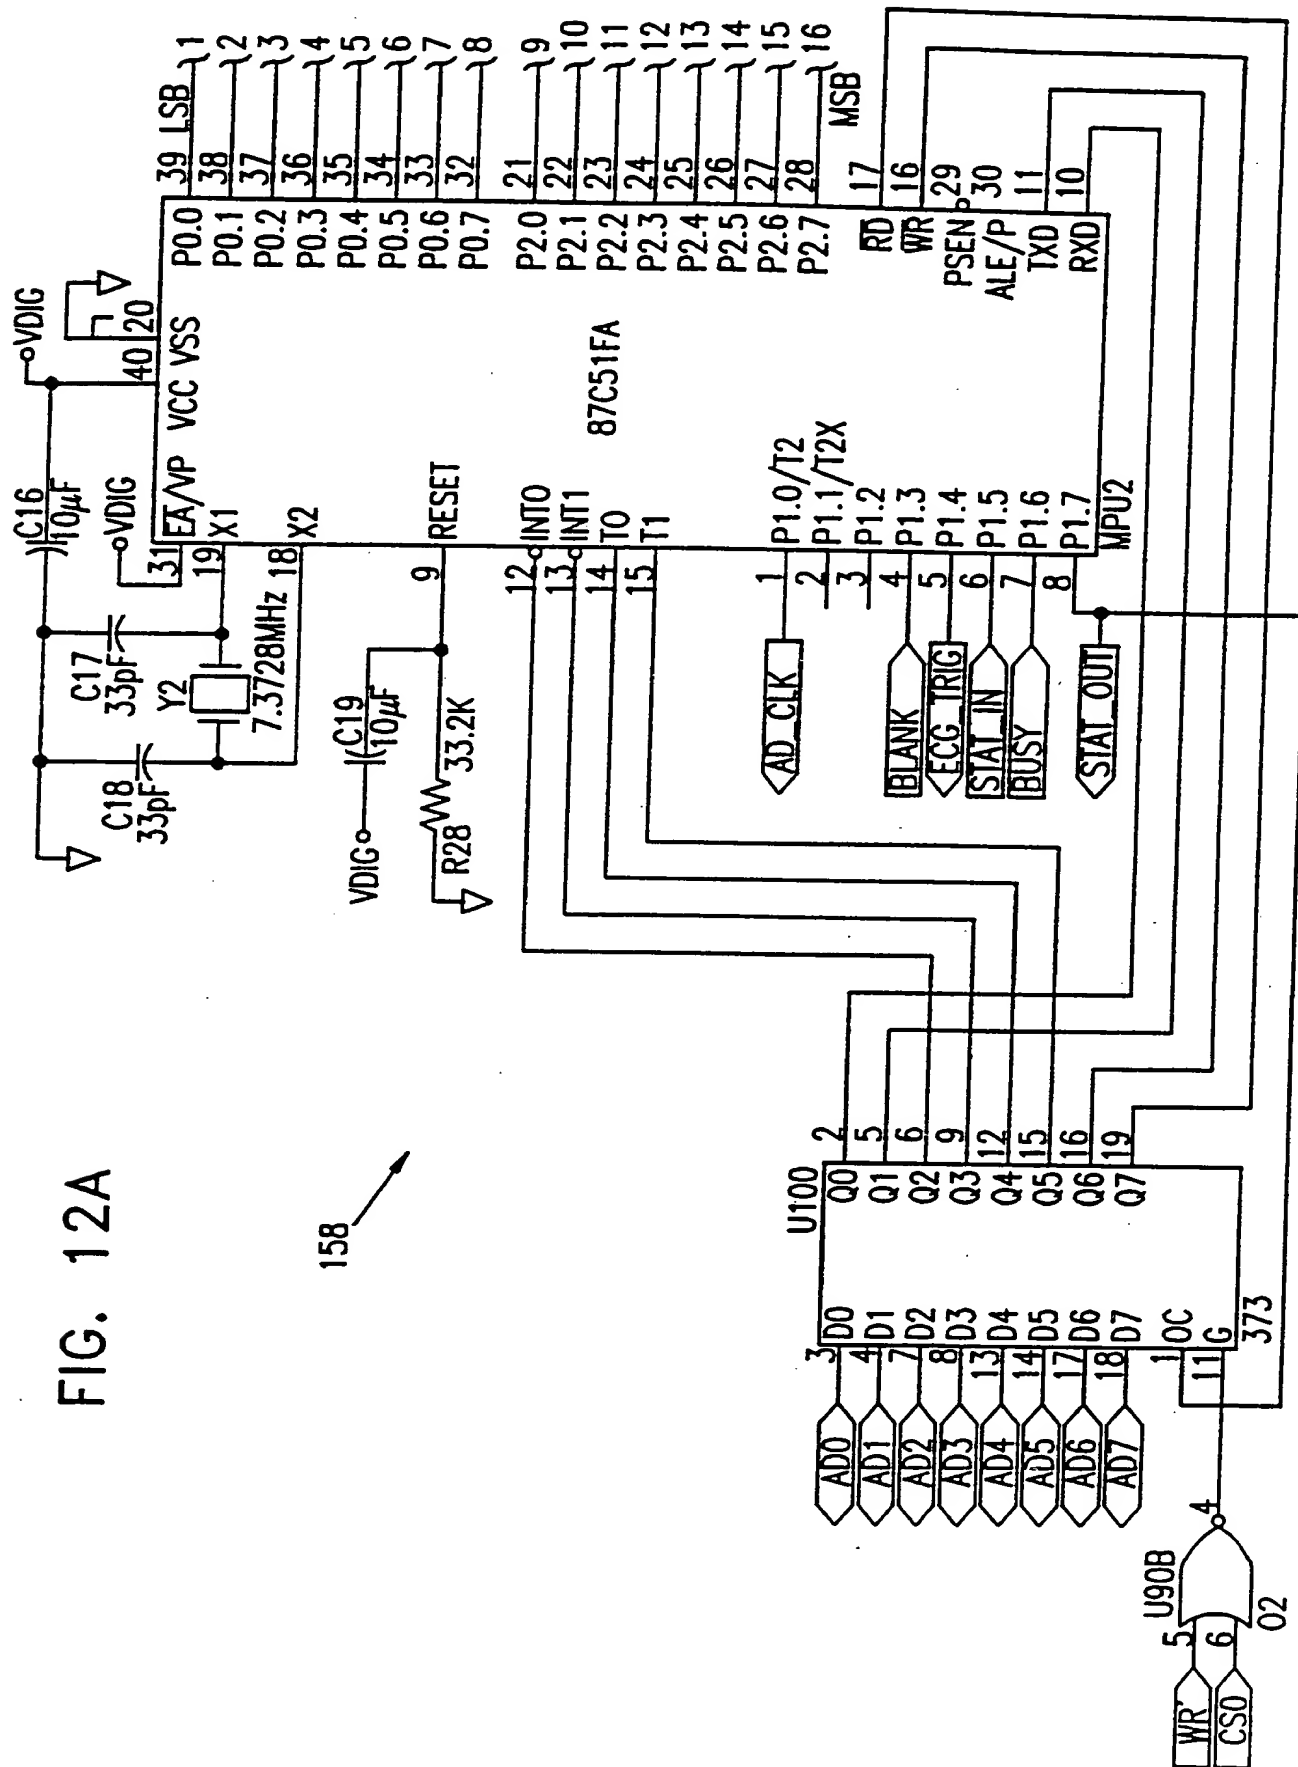 FIG. 12A
158
VDIG
C16
10µF
VDIG
C17
33pF
C18
33pF
Y2
7.3728MHz
VDIG
C19
10µF
R28
33.2K
40
20
VCC
VSS
31
EA/VP
19
X1
18
X2
9
RESET
12
INT0
13
INT1
14
T0
15
T1
1
P1.0/T2
2
P1.1/T2X
3
P1.2
4
P1.3
5
P1.4
6
P1.5
7
P1.6
8
P1.7
AD_CLK
BLANK
ECG_TRIG
STAT_IN
BUSY
STAT_OUT
87C51FA
MPU2
P0.0 39 LSB 1
P0.1 38 2
P0.2 37 3
P0.3 36 4
P0.4 35 5
P0.5 34 6
P0.6 33 7
P0.7 32 8
P2.0 21 9
P2.1 22 10
P2.2 23 11
P2.3 24 12
P2.4 25 13
P2.5 26 14
P2.6 27 15
P2.7 28 16
MSB
RD 17
WR 16
PSEN 29
ALE/P 30
TXD 11
RXD 10
U100
AD0 3 D0 Q0 2
AD1 4 D1 Q1 5
AD2 7 D2 Q2 6
AD3 8 D3 Q3 9
AD4 13 D4 Q4 12
AD5 14 D5 Q5 15
AD6 17 D6 Q6 16
AD7 18 D7 Q7 19
1 OC
11 G
373
U90B
WR' 5
CS0 6
4
02